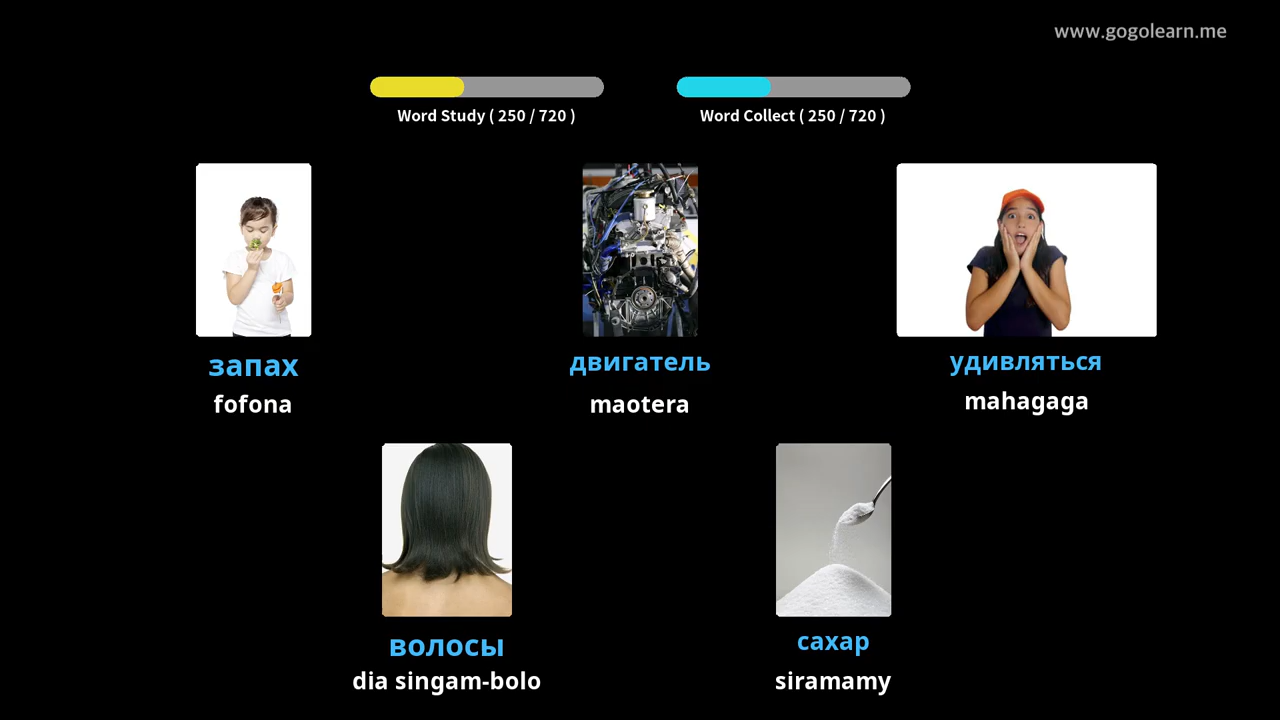 www.gogolearn.me
Word Study ( 250 / 720 )
Word Collect ( 250 / 720 )
запах
fofona
двигатель
maotera
удивляться
mahagaga
волосы
dia singam-bolo
сахар
siramamy